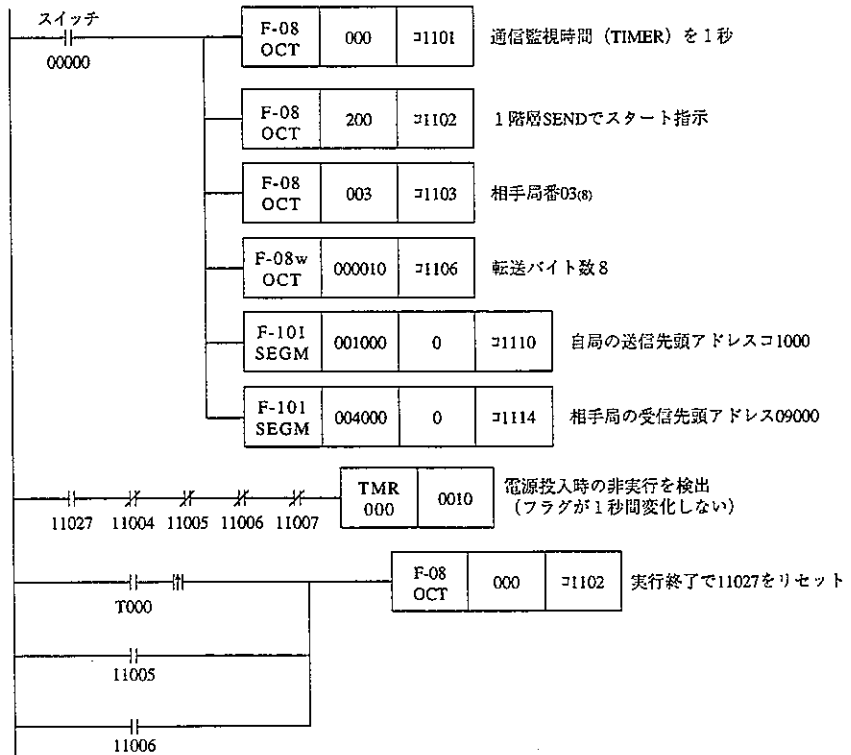 スイッチ
00000
F-08
OCT
000
コ1101
通信監視時間（TIMER）を1秒
F-08
OCT
200
コ1102
1階層SENDでスタート指示
F-08
OCT
003
コ1103
相手局番03(8)
F-08w
OCT
000010
コ1106
転送バイト数8
F-101
SEGM
001000
0
コ1110
自局の送信先頭アドレスコ1000
F-101
SEGM
004000
0
コ1114
相手局の受信先頭アドレス09000
11027 11004 11005 11006 11007
TMR
000
0010
電源投入時の非実行を検出
（フラグが1秒間変化しない）
T000
F-08
OCT
000
コ1102
実行終了で11027をリセット
11005
11006